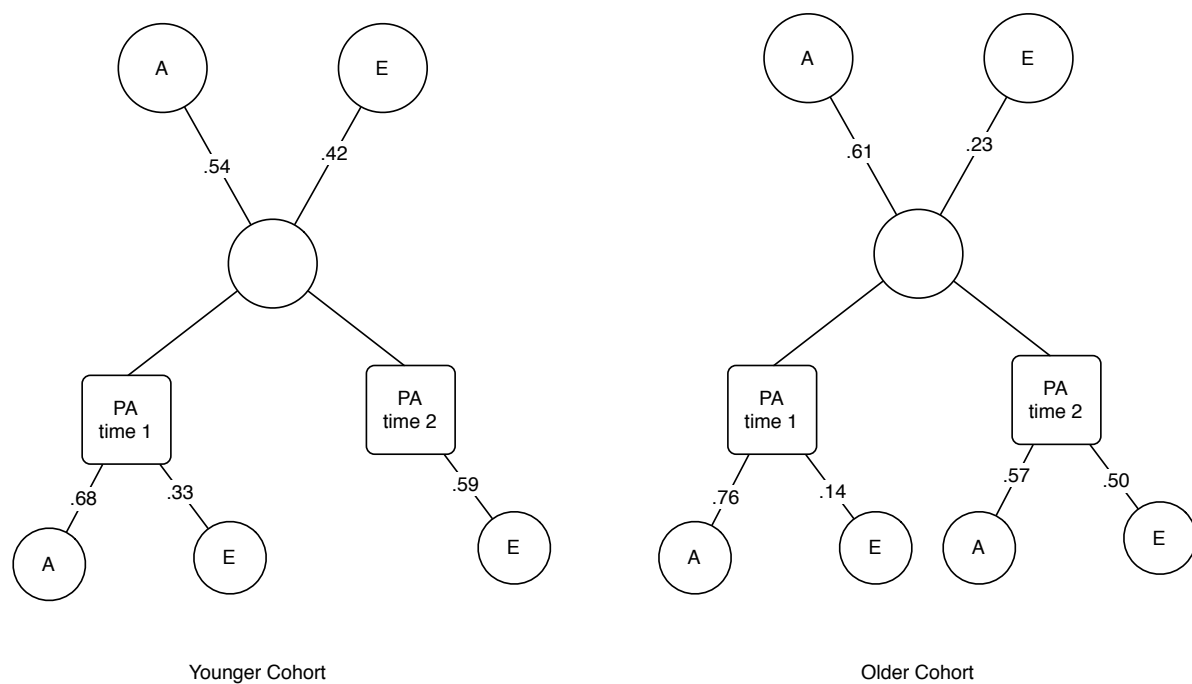 A
E
A
E
.54
.42
.61
.23
PA
time 1
PA
time 2
PA
time 1
PA
time 2
.68
.33
.59
.76
.14
.57
.50
A
E
E
A
E
A
E
Younger Cohort
Older Cohort